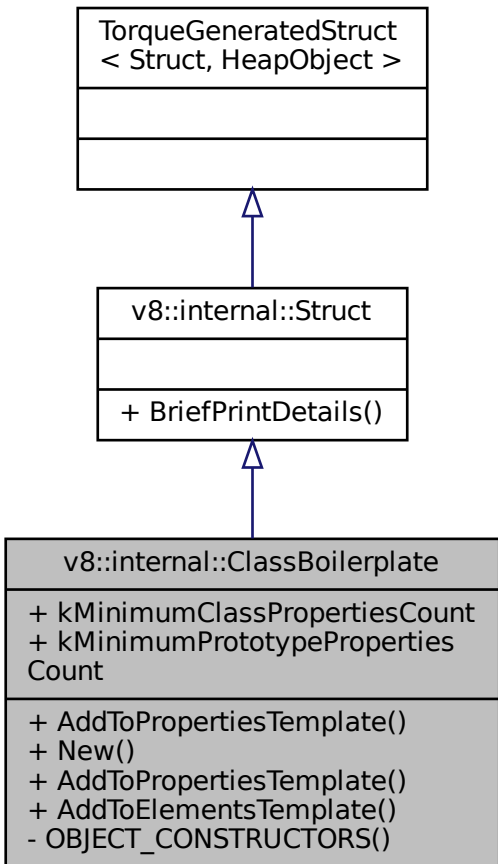 TorqueGeneratedStruct
< Struct, HeapObject >
v8::internal::Struct
+ BriefPrintDetails()
v8::internal::ClassBoilerplate
+ kMinimumClassPropertiesCount
+ kMinimumPrototypeProperties
Count
+ AddToPropertiesTemplate()
+ New()
+ AddToPropertiesTemplate()
+ AddToElementsTemplate()
- OBJECT_CONSTRUCTORS()